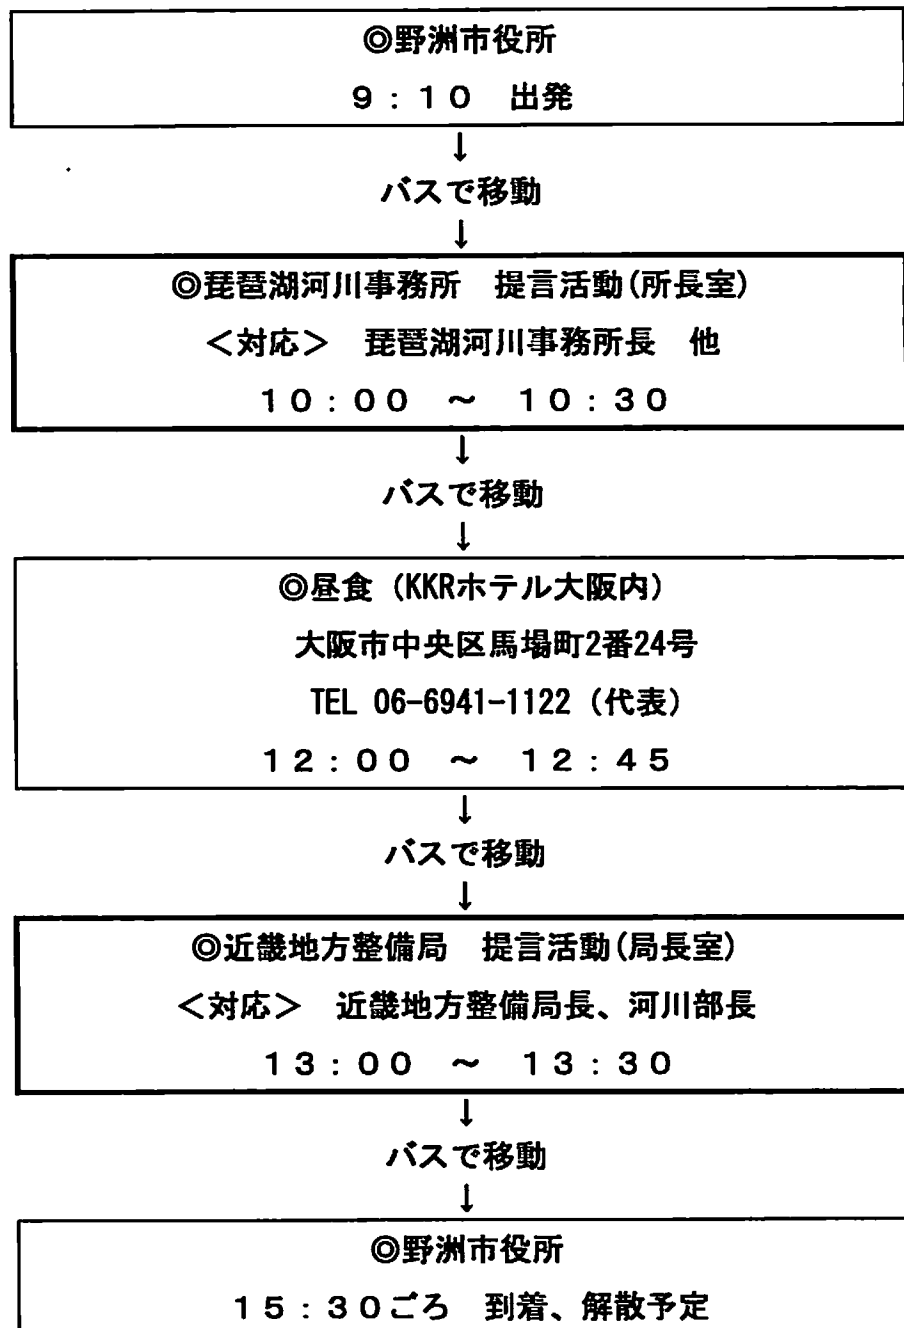 ◎野洲市役所
９：１０　出発
↓
バスで移動
↓
◎琵琶湖河川事務所　提言活動(所長室)
＜対応＞　琵琶湖河川事務所長　他
１０：００　～　１０：３０
↓
バスで移動
↓
◎昼食（KKRホテル大阪内）
大阪市中央区馬場町2番24号
TEL 06-6941-1122（代表）
１２：００　～　１２：４５
↓
バスで移動
↓
◎近畿地方整備局　提言活動(局長室)
＜対応＞　近畿地方整備局長、河川部長
１３：００　～　１３：３０
↓
バスで移動
↓
◎野洲市役所
１５：３０ごろ　到着、解散予定